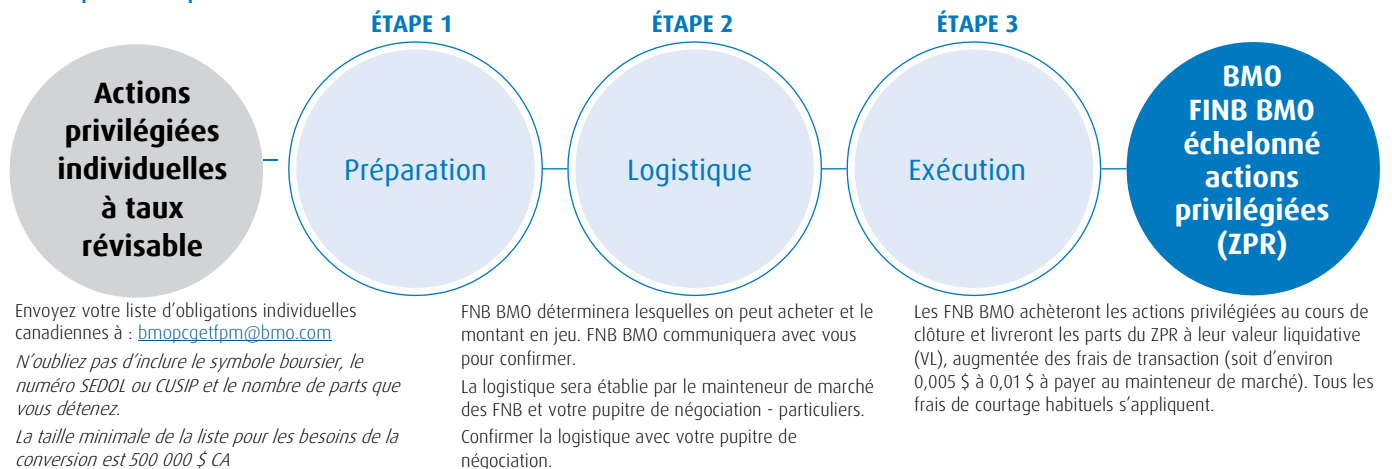 ÉTAPE 1
ÉTAPE 2
ÉTAPE 3
Actions
privilégiées
individuelles
à taux
révisable
Préparation
Logistique
Exécution
BMO
FINB BMO
échelonné
actions
privilégiées
(ZPR)
Envoyez votre liste d'obligations individuelles
canadiennes à : bmopcgetfpm@bmo.com
N'oubliez pas d'inclure le symbole boursier, le
numéro SEDOL ou CUSIP et le nombre de parts que
vous détenez.
La taille minimale de la liste pour les besoins de la
conversion est 500 000 $ CA
FNB BMO déterminera lesquelles on peut acheter et le
montant en jeu. FNB BMO communiquera avec vous
pour confirmer.
La logistique sera établie par le mainteneur de marché
des FNB et votre pupitre de négociation - particuliers.
Confirmer la logistique avec votre pupitre de
négociation.
Les FNB BMO achèteront les actions privilégiées au cours de
clôture et livreront les parts du ZPR à leur valeur liquidative
(VL), augmentée des frais de transaction (soit d'environ
0,005 $ à 0,01 $ à payer au mainteneur de marché). Tous les
frais de courtage habituels s'appliquent.